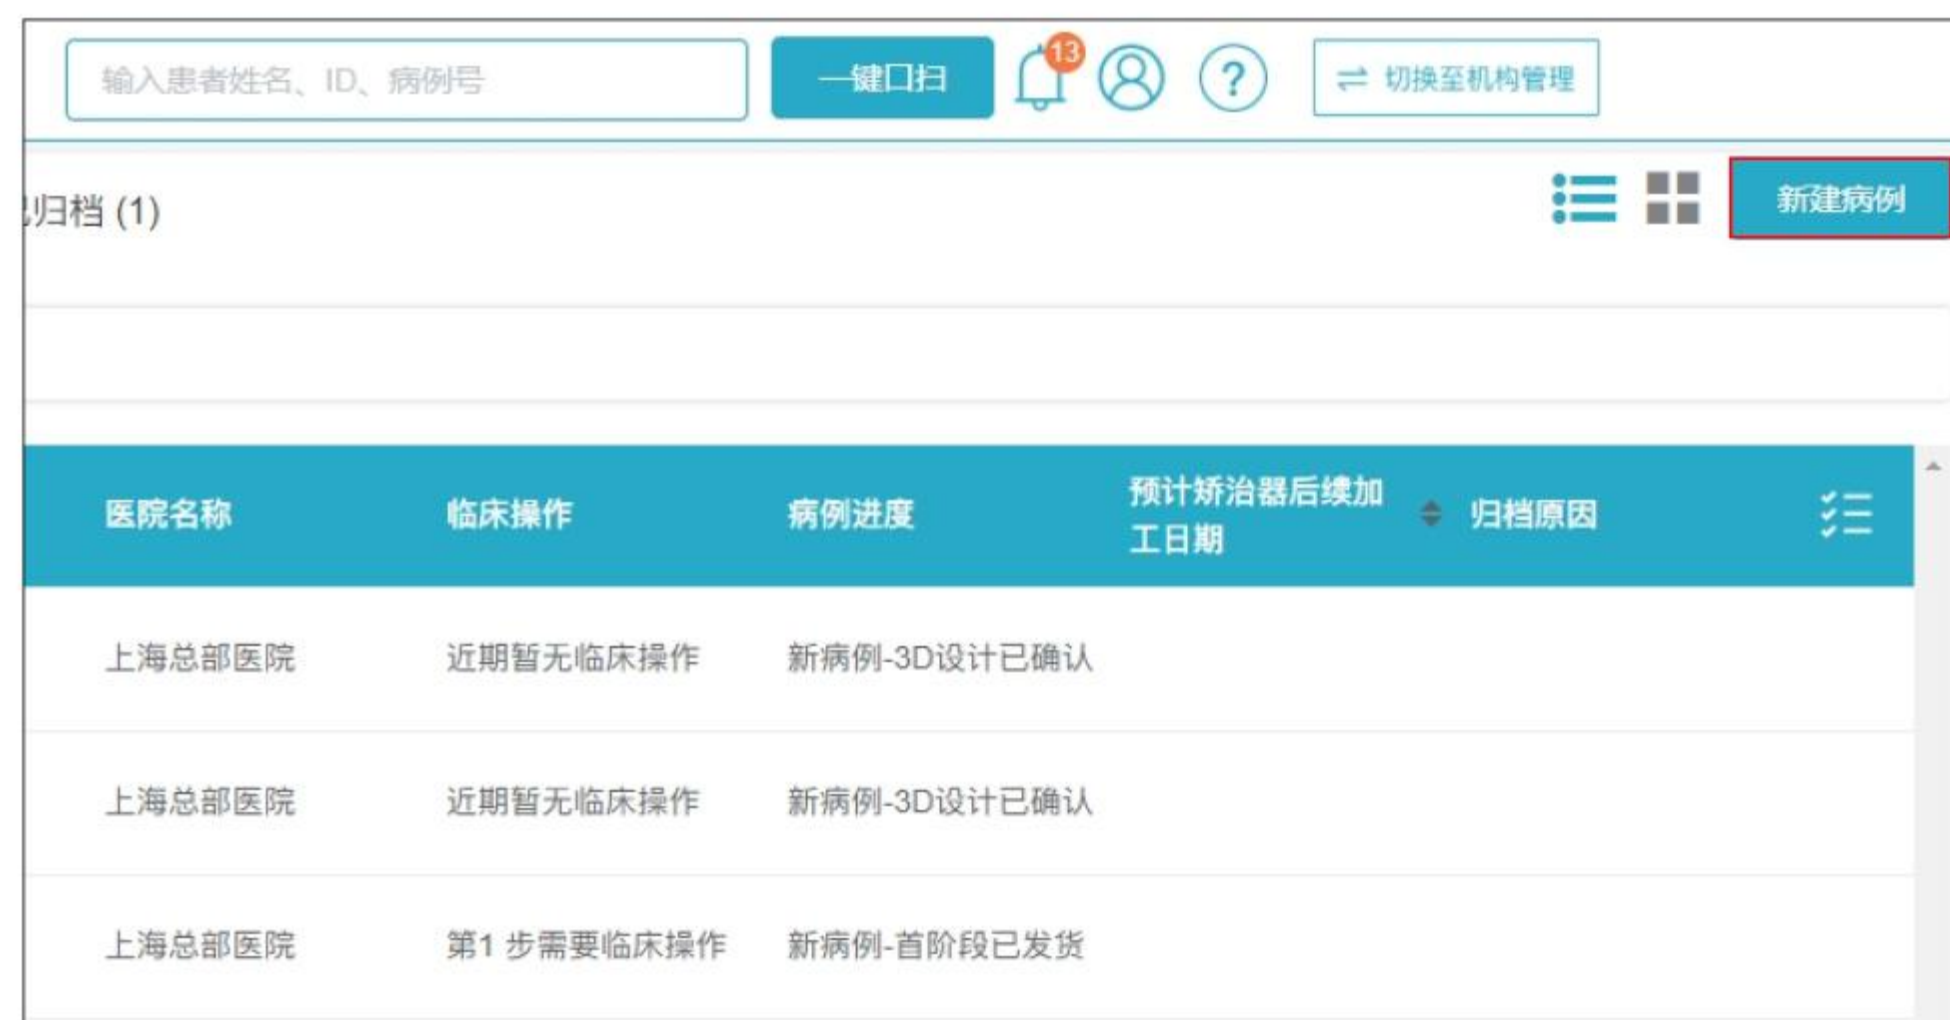 输入患者姓名、ID、病例号 一键口扫 13 ? 切换至机构管理
归档 (1) 新建病例
医院名称 临床操作 病例进度 预计矫治器后续加工日期 归档原因
上海总部医院 近期暂无临床操作 新病例-3D设计已确认
上海总部医院 近期暂无临床操作 新病例-3D设计已确认
上海总部医院 第1 步需要临床操作 新病例-首阶段已发货